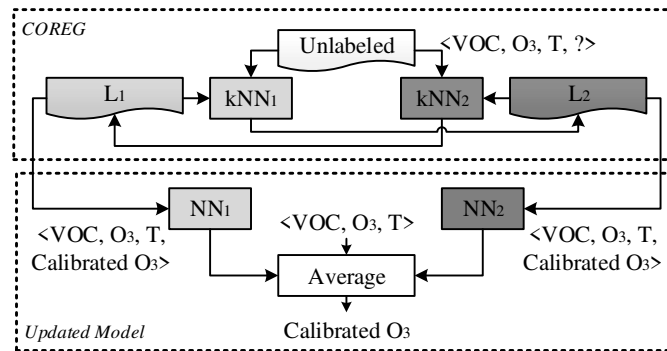 COREG
Unlabeled
<VOC, O₃, T, ?>
L₁
kNN₁
kNN₂
L₂
NN₁
NN₂
<VOC, O₃, T,
Calibrated O₃>
<VOC, O₃, T>
<VOC, O₃, T,
Calibrated O₃>
Average
Calibrated O₃
Updated Model